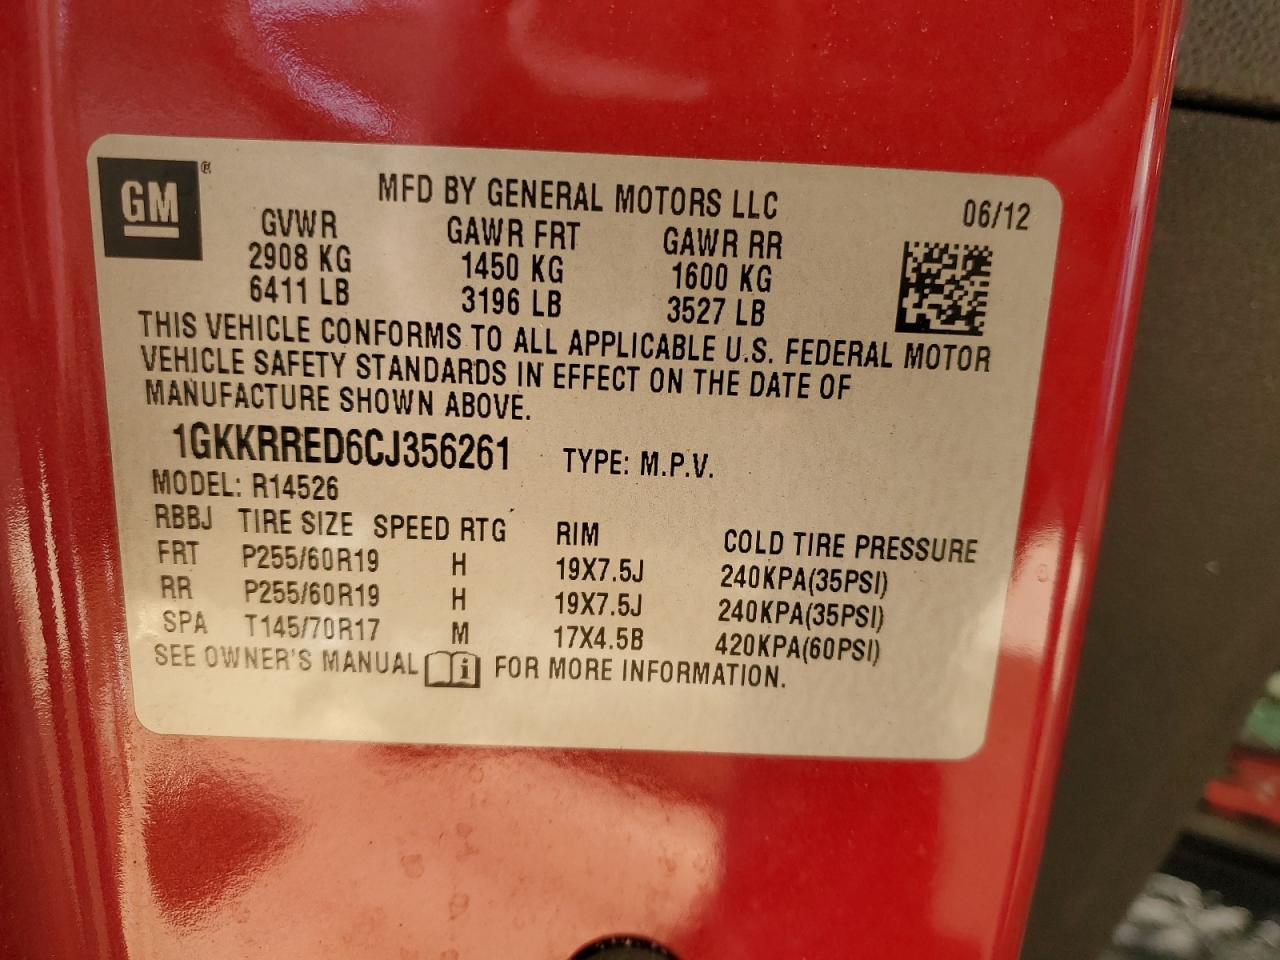 GM ®
MFD BY GENERAL MOTORS LLC 06/12
GVWR GAWR FRT GAWR RR
2908 KG 1450 KG 1600 KG
6411 LB 3196 LB 3527 LB
THIS VEHICLE CONFORMS TO ALL APPLICABLE U.S. FEDERAL MOTOR
VEHICLE SAFETY STANDARDS IN EFFECT ON THE DATE OF
MANUFACTURE SHOWN ABOVE.
1GKKRRED6CJ356261 TYPE: M.P.V.
MODEL: R14526
RBBJ TIRE SIZE SPEED RTG RIM COLD TIRE PRESSURE
FRT P255/60R19 H 19X7.5J 240KPA(35PSI)
RR P255/60R19 H 19X7.5J 240KPA(35PSI)
SPA T145/70R17 M 17X4.5B 420KPA(60PSI)
SEE OWNER'S MANUAL i FOR MORE INFORMATION.